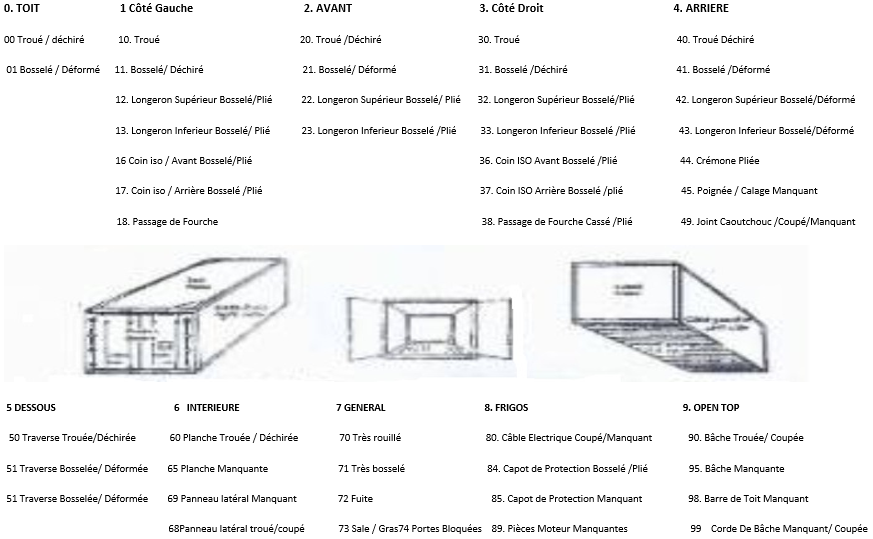 0. TOIT 1 Côté Gauche 2. AVANT 3. Côté Droit 4. ARRIERE
00 Troué / déchiré 10. Troué 20. Troué /Déchiré 30. Troué 40. Troué Déchiré
01 Bosselé / Déformé 11. Bosselé/ Déchiré 21. Bosselé/ Déformé 31. Bosselé /Déchiré 41. Bosselé /Déformé
12. Longeron Supérieur Bosselé/Plié 22. Longeron Supérieur Bosselé/ Plié 32. Longeron Supérieur Bosselé/Plié 42. Longeron Supérieur Bosselé/Déformé
13. Longeron Inferieur Bosselé/ Plié 23. Longeron Inferieur Bosselé /Plié 33. Longeron Inferieur Bosselé /Plié 43. Longeron Inferieur Bosselé/Déformé
16 Coin iso / Avant Bosselé/Plié 36. Coin ISO Avant Bosselé /Plié 44. Crémone Pliée
17. Coin iso / Arrière Bosselé /Plié 37. Coin ISO Arrière Bosselé /plié 45. Poignée / Calage Manquant
18. Passage de Fourche 38. Passage de Fourche Cassé /Plié 49. Joint Caoutchouc /Coupé/Manquant
5 DESSOUS 6 INTERIEURE 7 GENERAL 8. FRIGOS 9. OPEN TOP
50 Traverse Trouée/Déchirée 60 Planche Trouée / Déchirée 70 Très rouillé 80. Câble Electrique Coupé/Manquant 90. Bâche Trouée/ Coupée
51 Traverse Bosselée/ Déformée 65 Planche Manquante 71 Très bosselé 84. Capot de Protection Bosselé /Plié 95. Bâche Manquante
51 Traverse Bosselée/ Déformée 69 Panneau latéral Manquant 72 Fuite 85. Capot de Protection Manquant 98. Barre de Toit Manquant
68Panneau latéral troué/coupé 73 Sale / Gras74 Portes Bloquées 89. Pièces Moteur Manquantes 99 Corde De Bâche Manquant/ Coupée